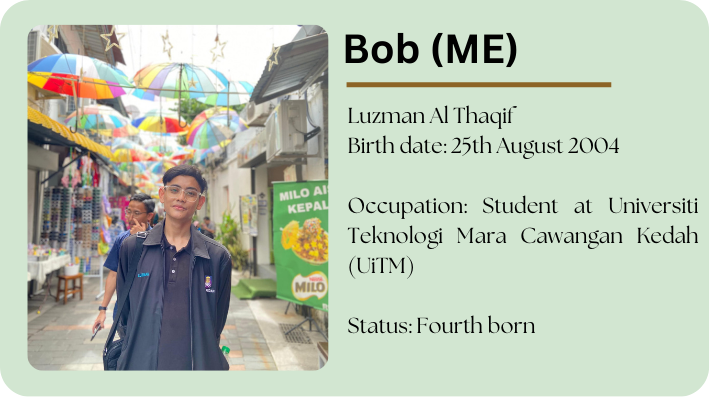 Bob (ME)
Luzman Al Thaqif
Birth date: 25th August 2004
Occupation: Student at Universiti
Teknologi Mara Cawangan Kedah
(UiTM)
Status: Fourth born
MILO AIS
KEPAL
MILO